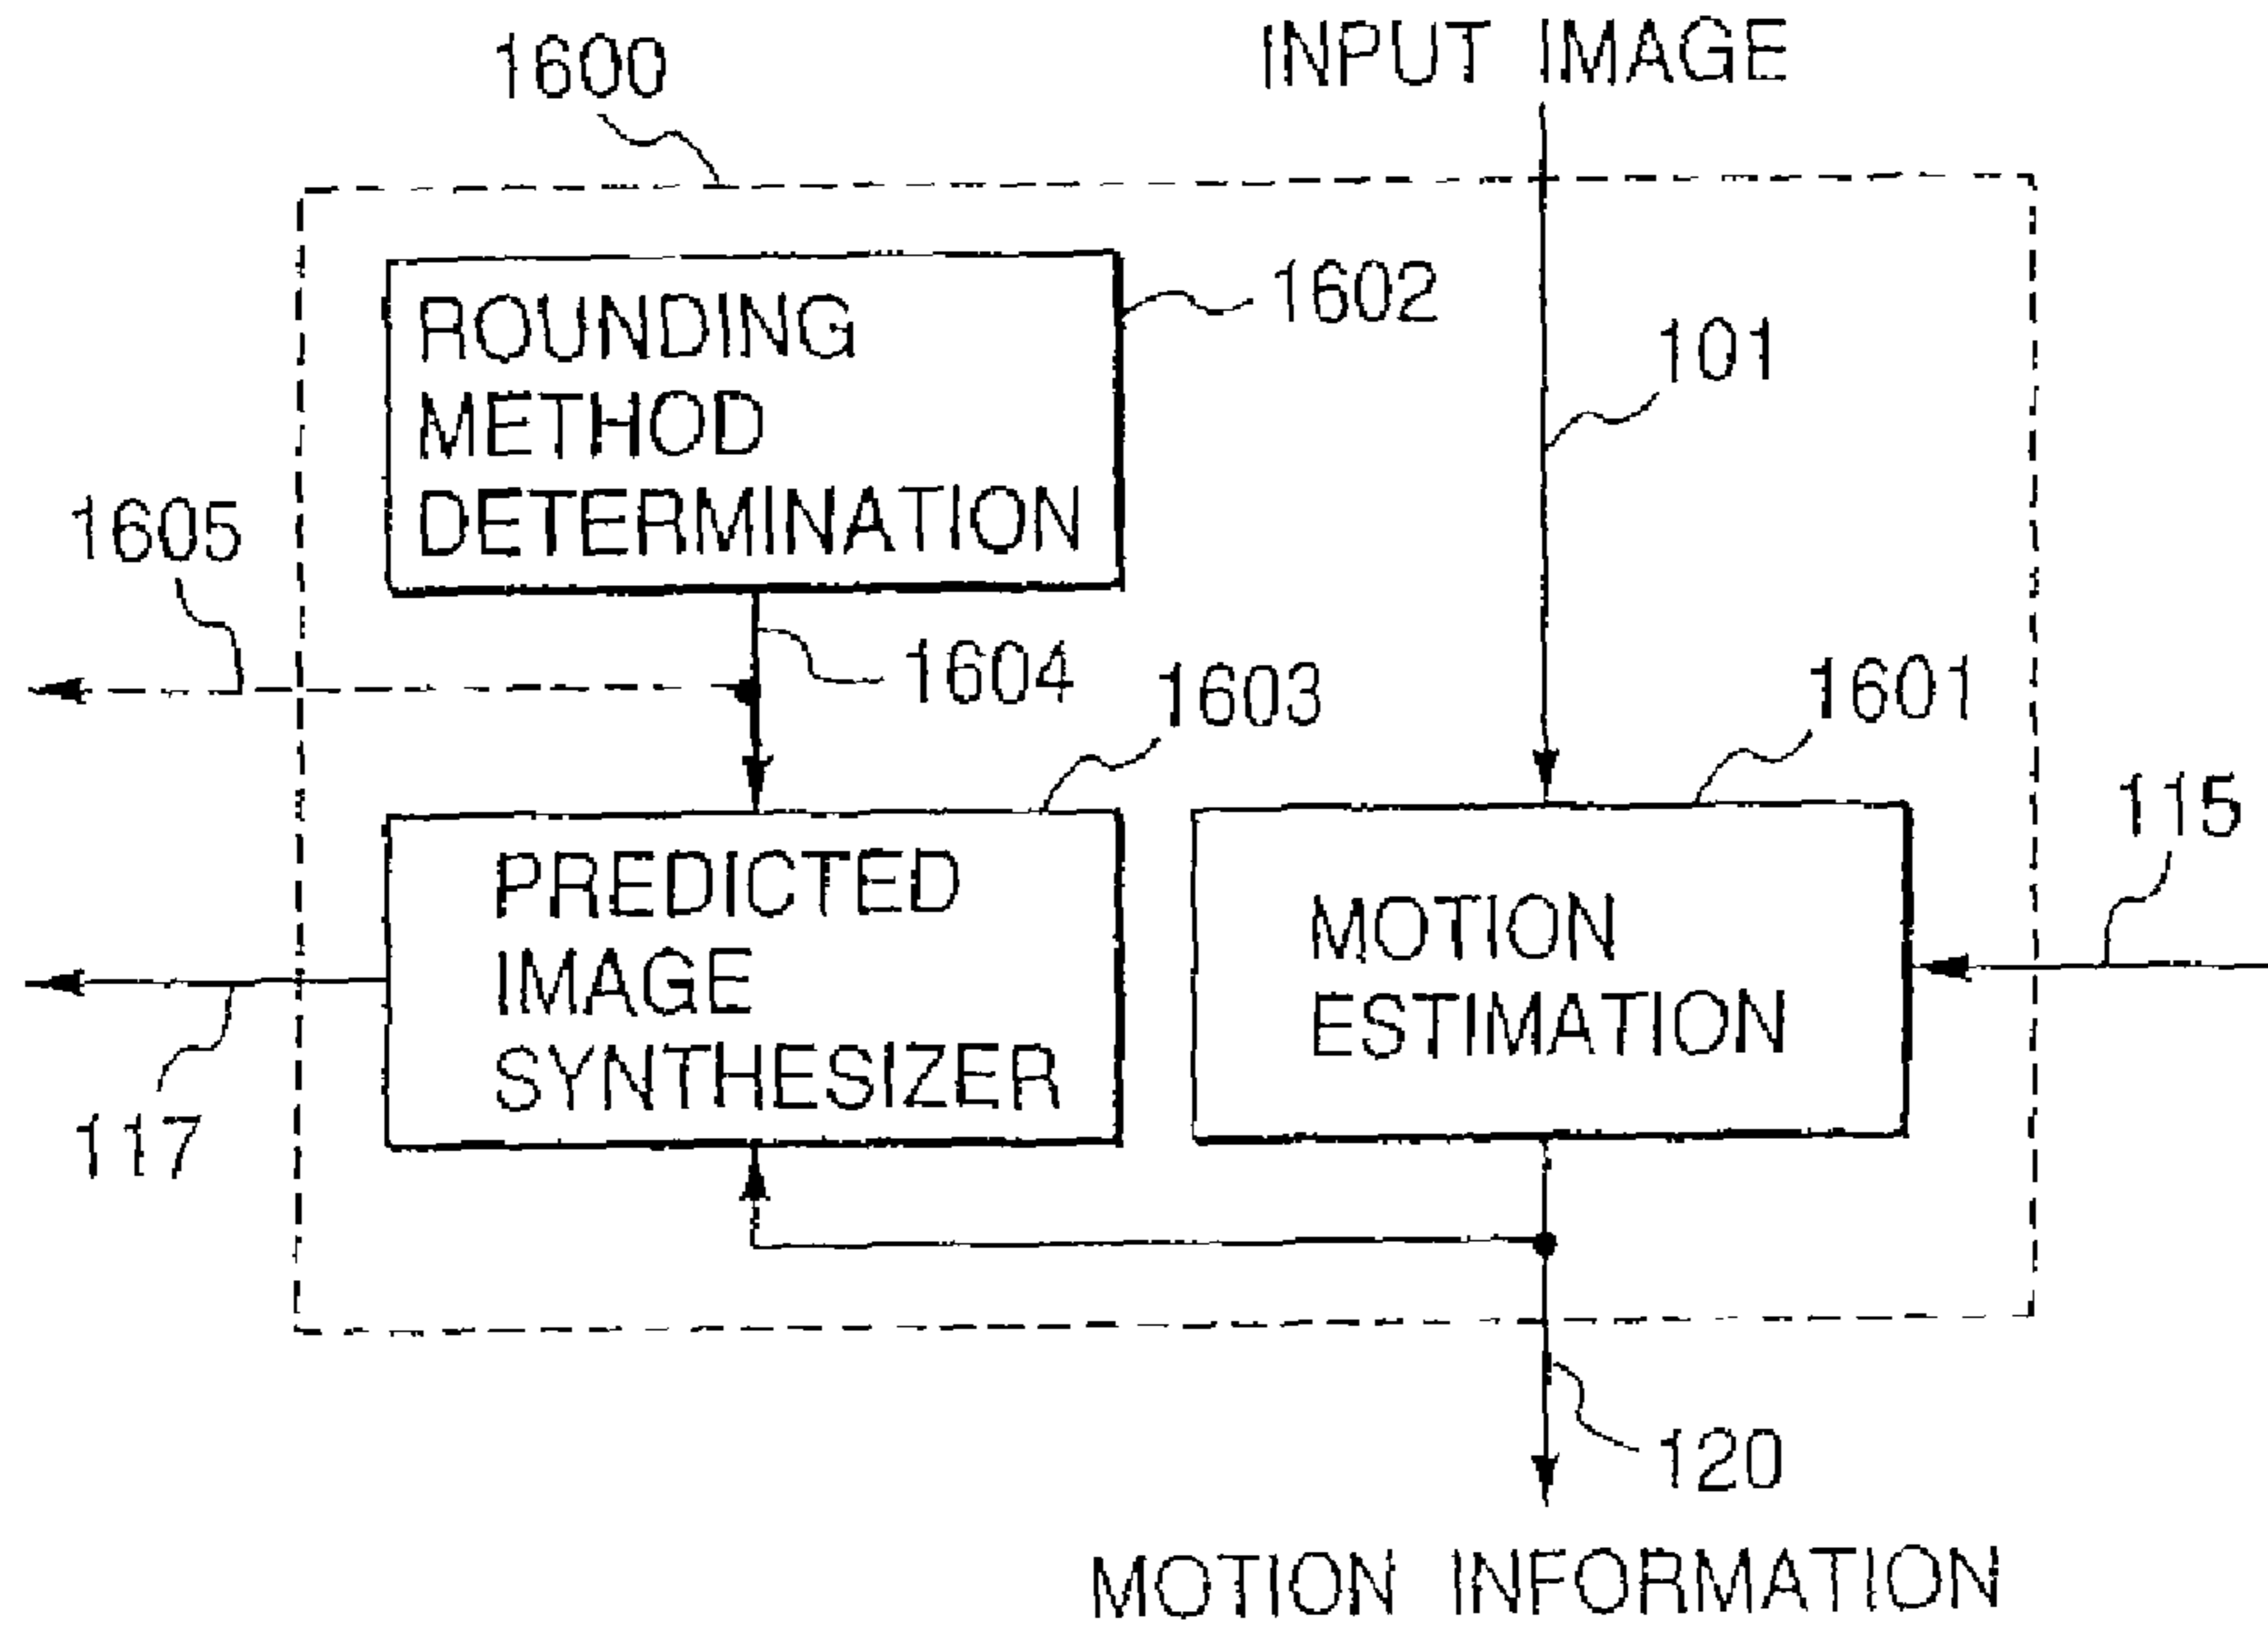 1600
INPUT IMAGE
1602
ROUNDING
METHOD
DETERMINATION
101
1605
1604
1603
1601
115
PREDICTED
IMAGE
SYNTHESIZER
MOTION
ESTIMATION
117
120
MOTION INFORMATION